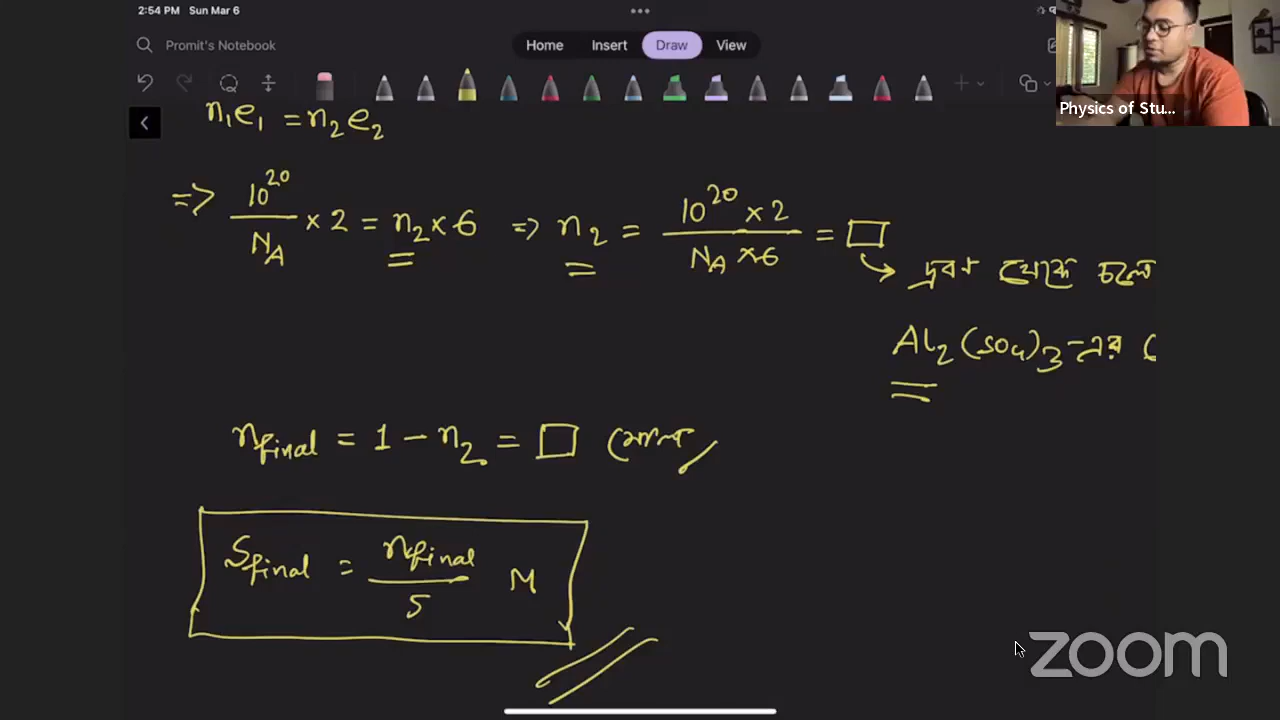 2:54 PM Sun Mar 6
Promit's Notebook
Home Insert Draw View
Physics of Stu...
n₁e₁ = n₂e₂
=> 10²⁰/N_A × 2 = n₂ × 6 => n₂ = 10²⁰ × 2 / N_A × 6 = □
দ্রবণ থেকে চলে
Al₂(SO₄)₃-এর
n_final = 1 - n₂ = □ মোল
S_final = n_final / 5 M
zoom